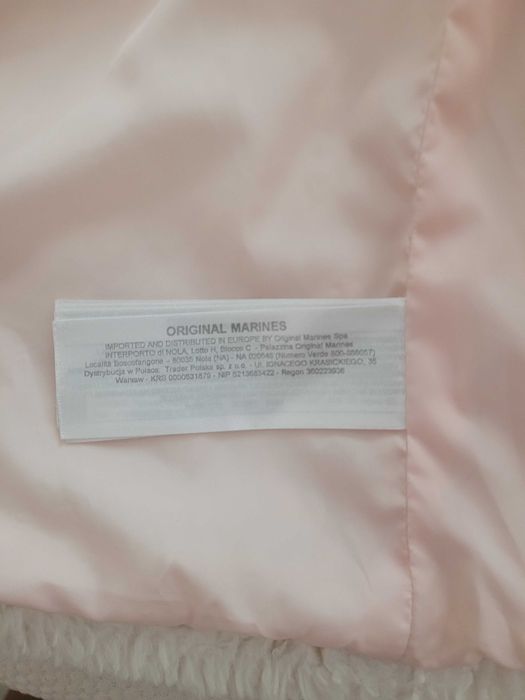 ORIGINAL MARINES
IMPORTED AND DISTRIBUTED IN EUROPE BY Original Marines Spa
INTERPORTO di NOLA, Lotto H, Blocco C - Palazzina Original Marines
Località Boscofangone - 80035 Nola (NA) - NA 020640 (Numero Verde 800-056057)
Dystrybucja w Polsce. Trader Polska sp. z o.o. - Ul. IGNACEGO KRASICKIEGO, 35
Warsaw - KRS 0000531879 - NIP 5213683422 - Regon 360223936